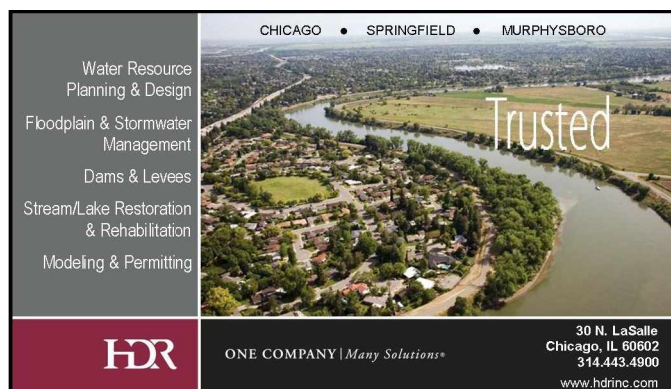 CHICAGO ● SPRINGFIELD ● MURPHYSBORO
Water Resource
Planning & Design
Floodplain & Stormwater
Management
Dams & Levees
Stream/Lake Restoration
& Rehabilitation
Modeling & Permitting
Trusted
HDR
ONE COMPANY | Many Solutions®
30 N. LaSalle
Chicago, IL 60602
314.443.4900
www.hdrinc.com